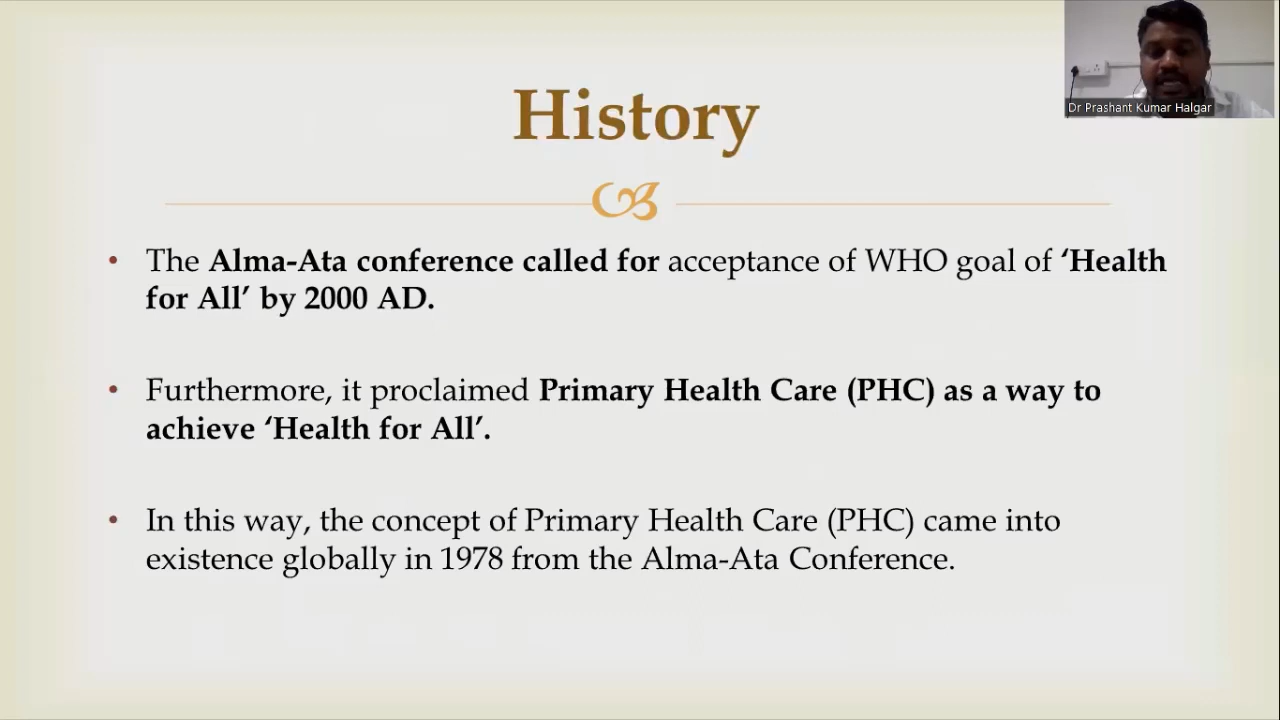 Dr Prashant Kumar Halgar
History
• The Alma-Ata conference called for acceptance of WHO goal of ‘Health
for All’ by 2000 AD.
• Furthermore, it proclaimed Primary Health Care (PHC) as a way to
achieve ‘Health for All’.
• In this way, the concept of Primary Health Care (PHC) came into
existence globally in 1978 from the Alma-Ata Conference.